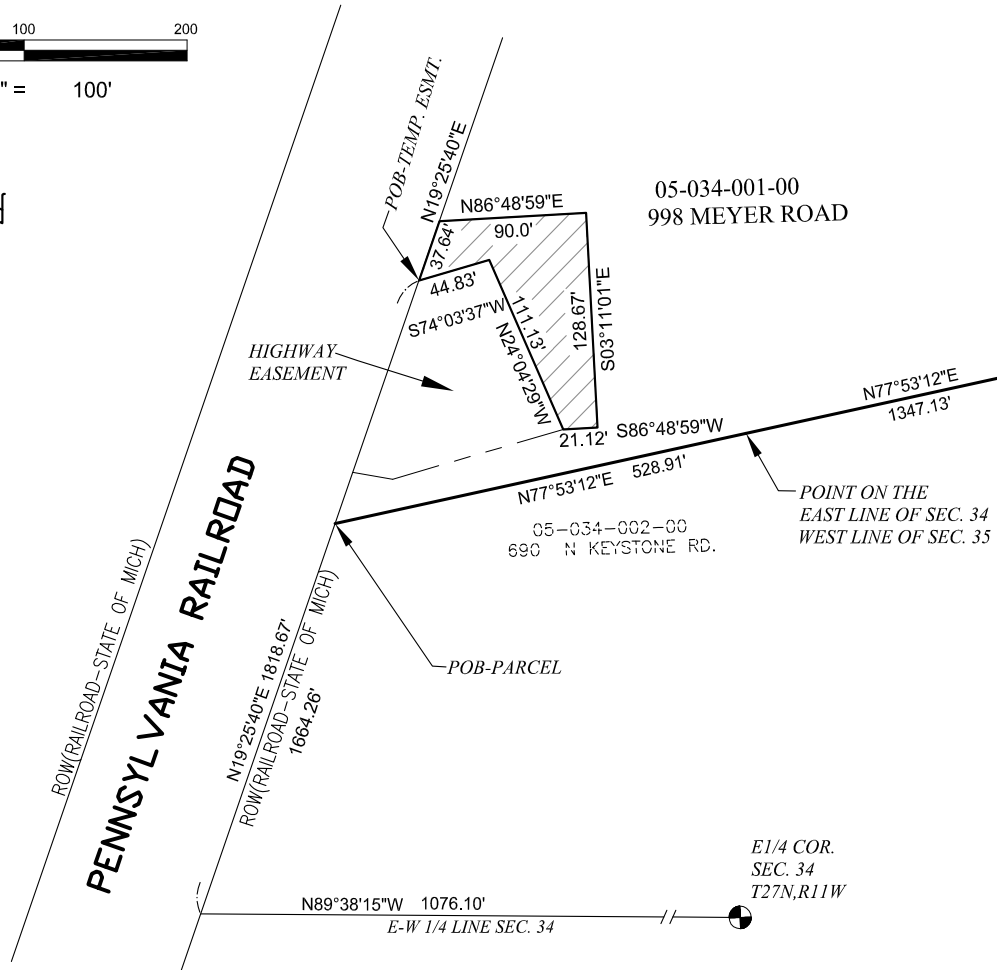 100 200
" = 100'
POB-TEMP. ESMT.
N19°25'40"E
37.64'
N86°48'59"E
90.0'
05-034-001-00
998 MEYER ROAD
44.83'
S74°03'37"W
111.13'
N24°04'29"W
128.67'
S03°11'01"E
HIGHWAY
EASEMENT
21.12' S86°48'59"W
N77°53'12"E
1347.13'
N77°53'12"E 528.91'
POINT ON THE
EAST LINE OF SEC. 34
WEST LINE OF SEC. 35
05-034-002-00
690 N KEYSTONE RD.
PENNSYLVANIA RAILROAD
ROW(RAILROAD-STATE OF MICH)
N19°25'40"E 1818.67'
ROW(RAILROAD-STATE OF MICH)
1664.26'
POB-PARCEL
E1/4 COR.
SEC. 34
T27N,R11W
N89°38'15"W 1076.10'
E-W 1/4 LINE SEC. 34